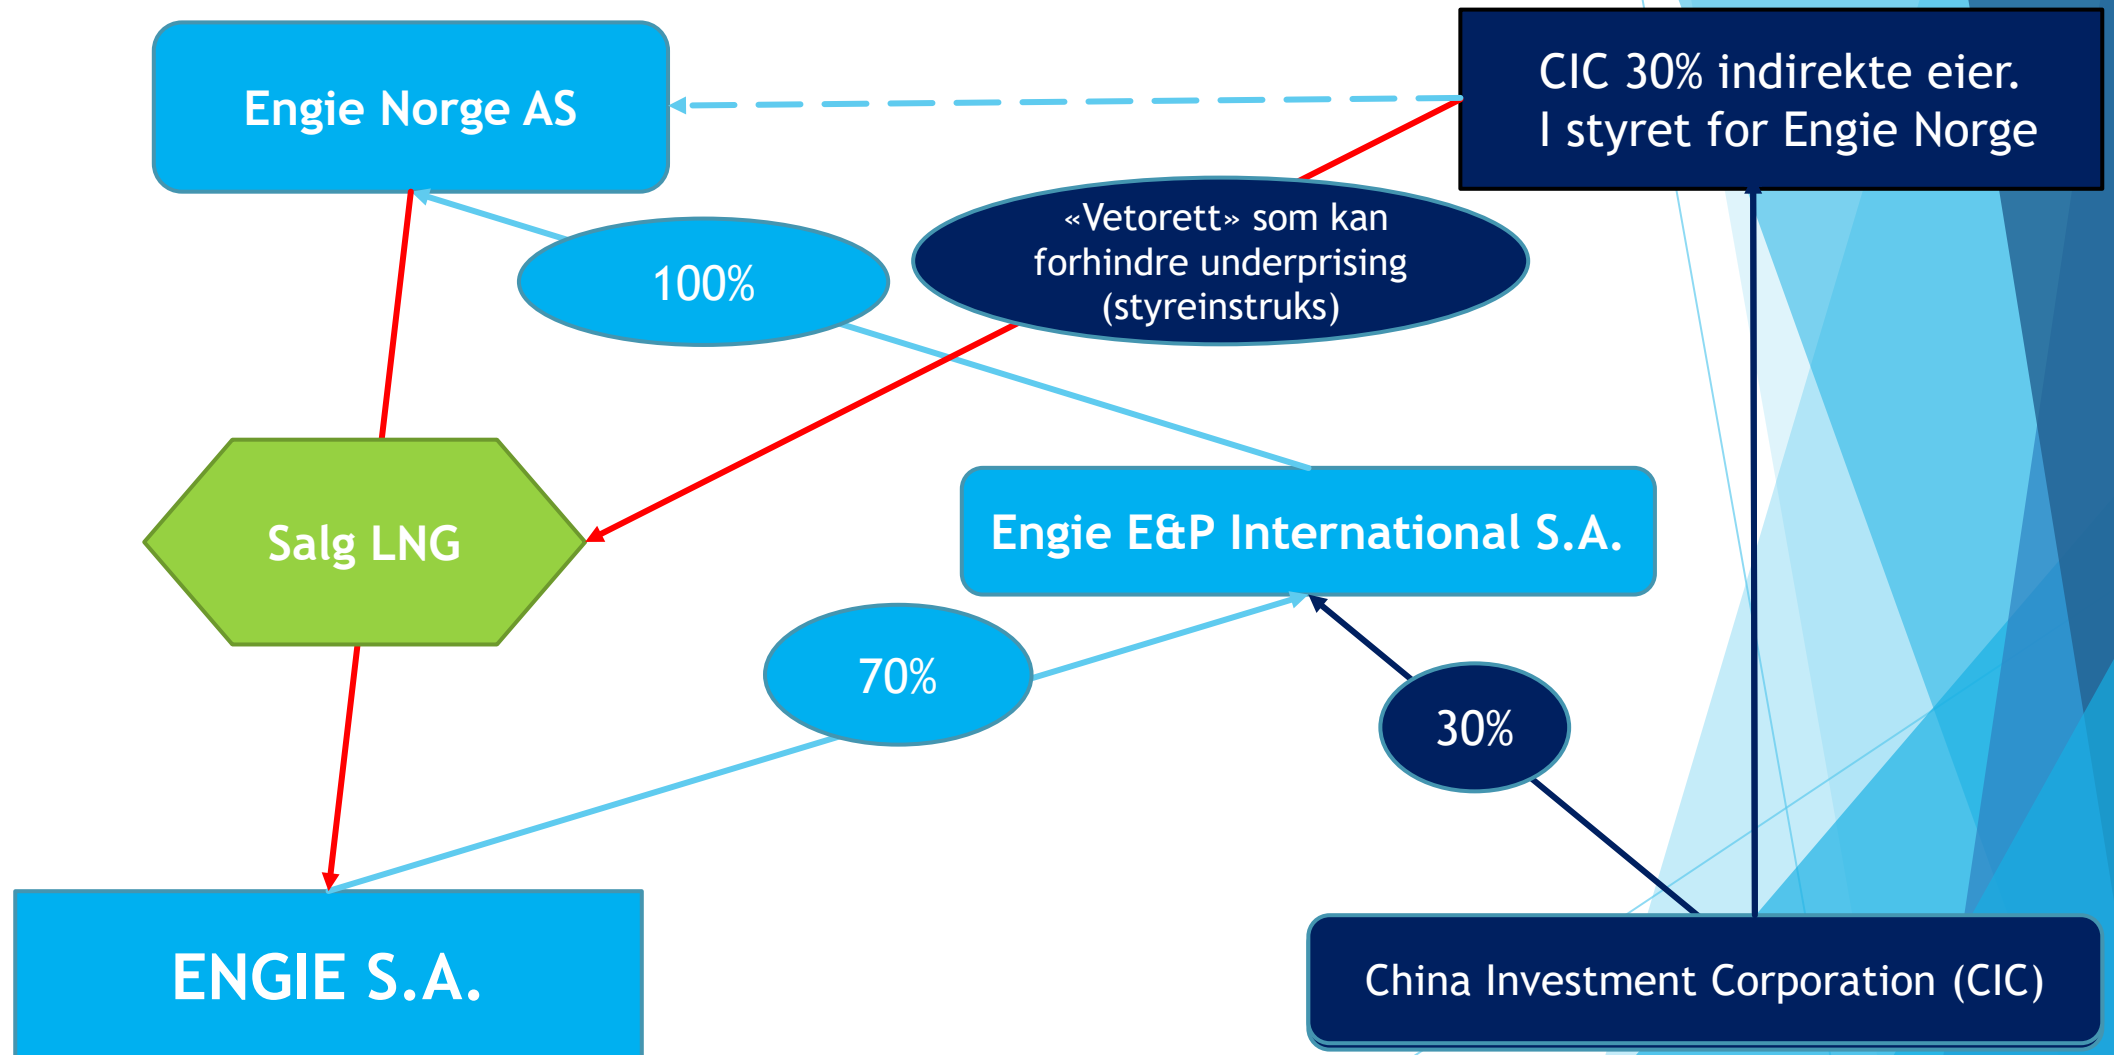 Engie Norge AS
CIC 30% indirekte eier.
I styret for Engie Norge
«Vetorett» som kan
forhindre underprising
(styreinstruks)
100%
Salg LNG
Engie E&P International S.A.
70%
30%
ENGIE S.A.
China Investment Corporation (CIC)